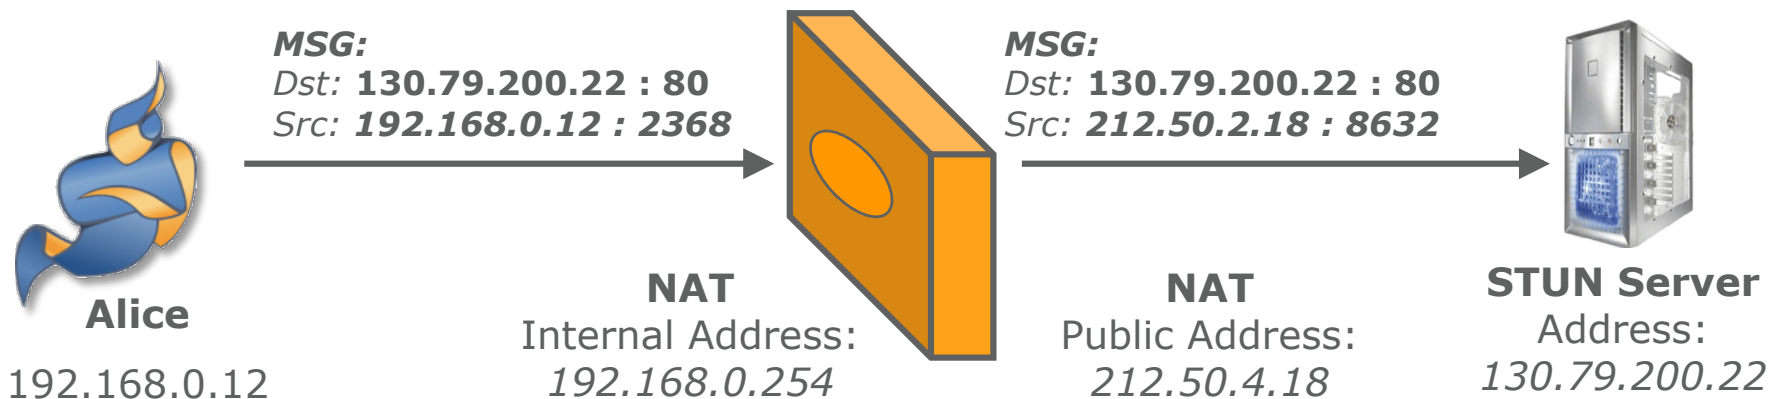 MSG:
Dst: 130.79.200.22 : 80
Src: 192.168.0.12 : 2368
MSG:
Dst: 130.79.200.22 : 80
Src: 212.50.2.18 : 8632
Alice
192.168.0.12
NAT
Internal Address:
192.168.0.254
NAT
Public Address:
212.50.4.18
STUN Server
Address:
130.79.200.22